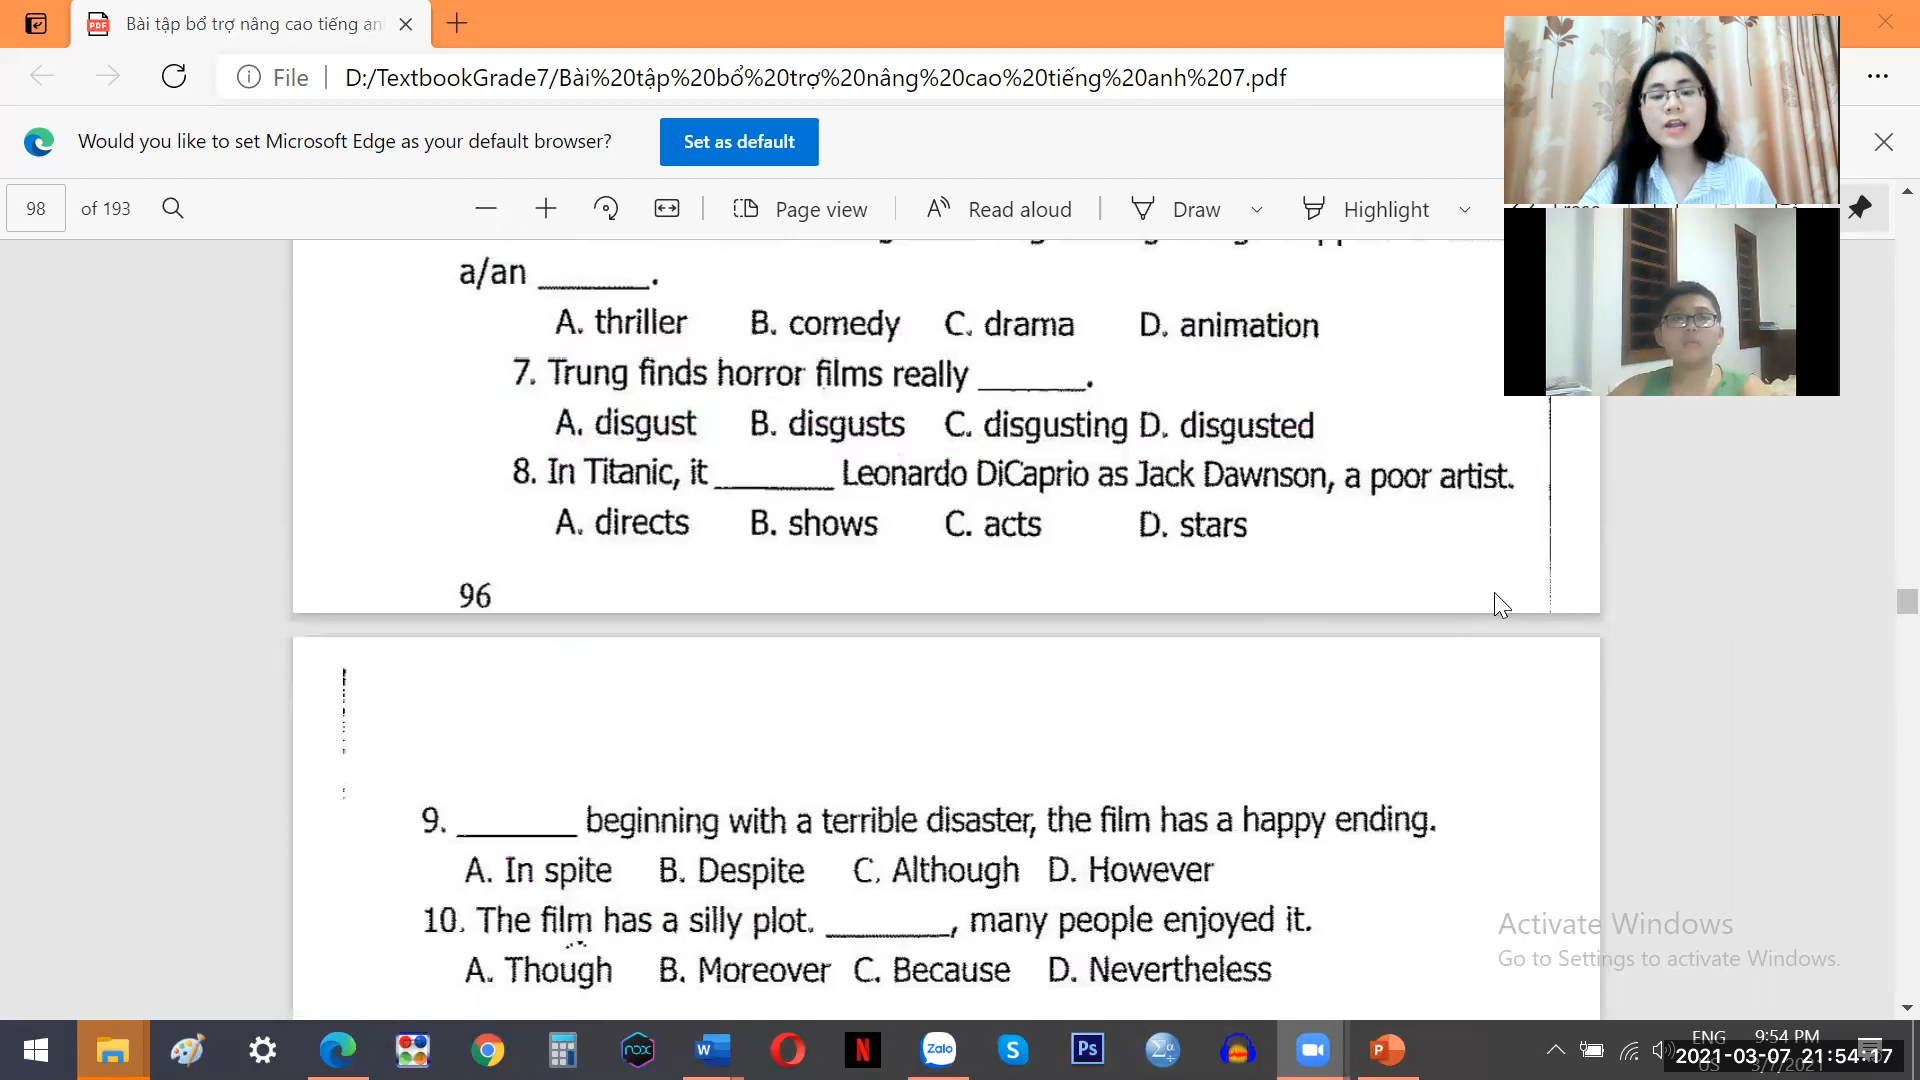 Bài tập bổ trợ nâng cao tiếng an
File
D:/TextbookGrade7/Bài%20tập%20bổ%20trợ%20nâng%20cao%20tiếng%20anh%207.pdf
Would you like to set Microsoft Edge as your default browser?
Set as default
98 of 193
Page view
Read aloud
Draw
Highlight
a/an ______.
A. thriller B. comedy C. drama D. animation
7. Trung finds horror films really ______.
A. disgust B. disgusts C. disgusting D. disgusted
8. In Titanic, it ______ Leonardo DiCaprio as Jack Dawnson, a poor artist.
A. directs B. shows C. acts D. stars
96
9. ______ beginning with a terrible disaster, the film has a happy ending.
A. In spite B. Despite C. Although D. However
10. The film has a silly plot. ______, many people enjoyed it.
A. Though B. Moreover C. Because D. Nevertheless
Activate Windows
Go to Settings to activate Windows.
nox
W
N
Zalo
S
Ps
Σα
P
ENG
9:54 PM
2021-03-07 21:54:17